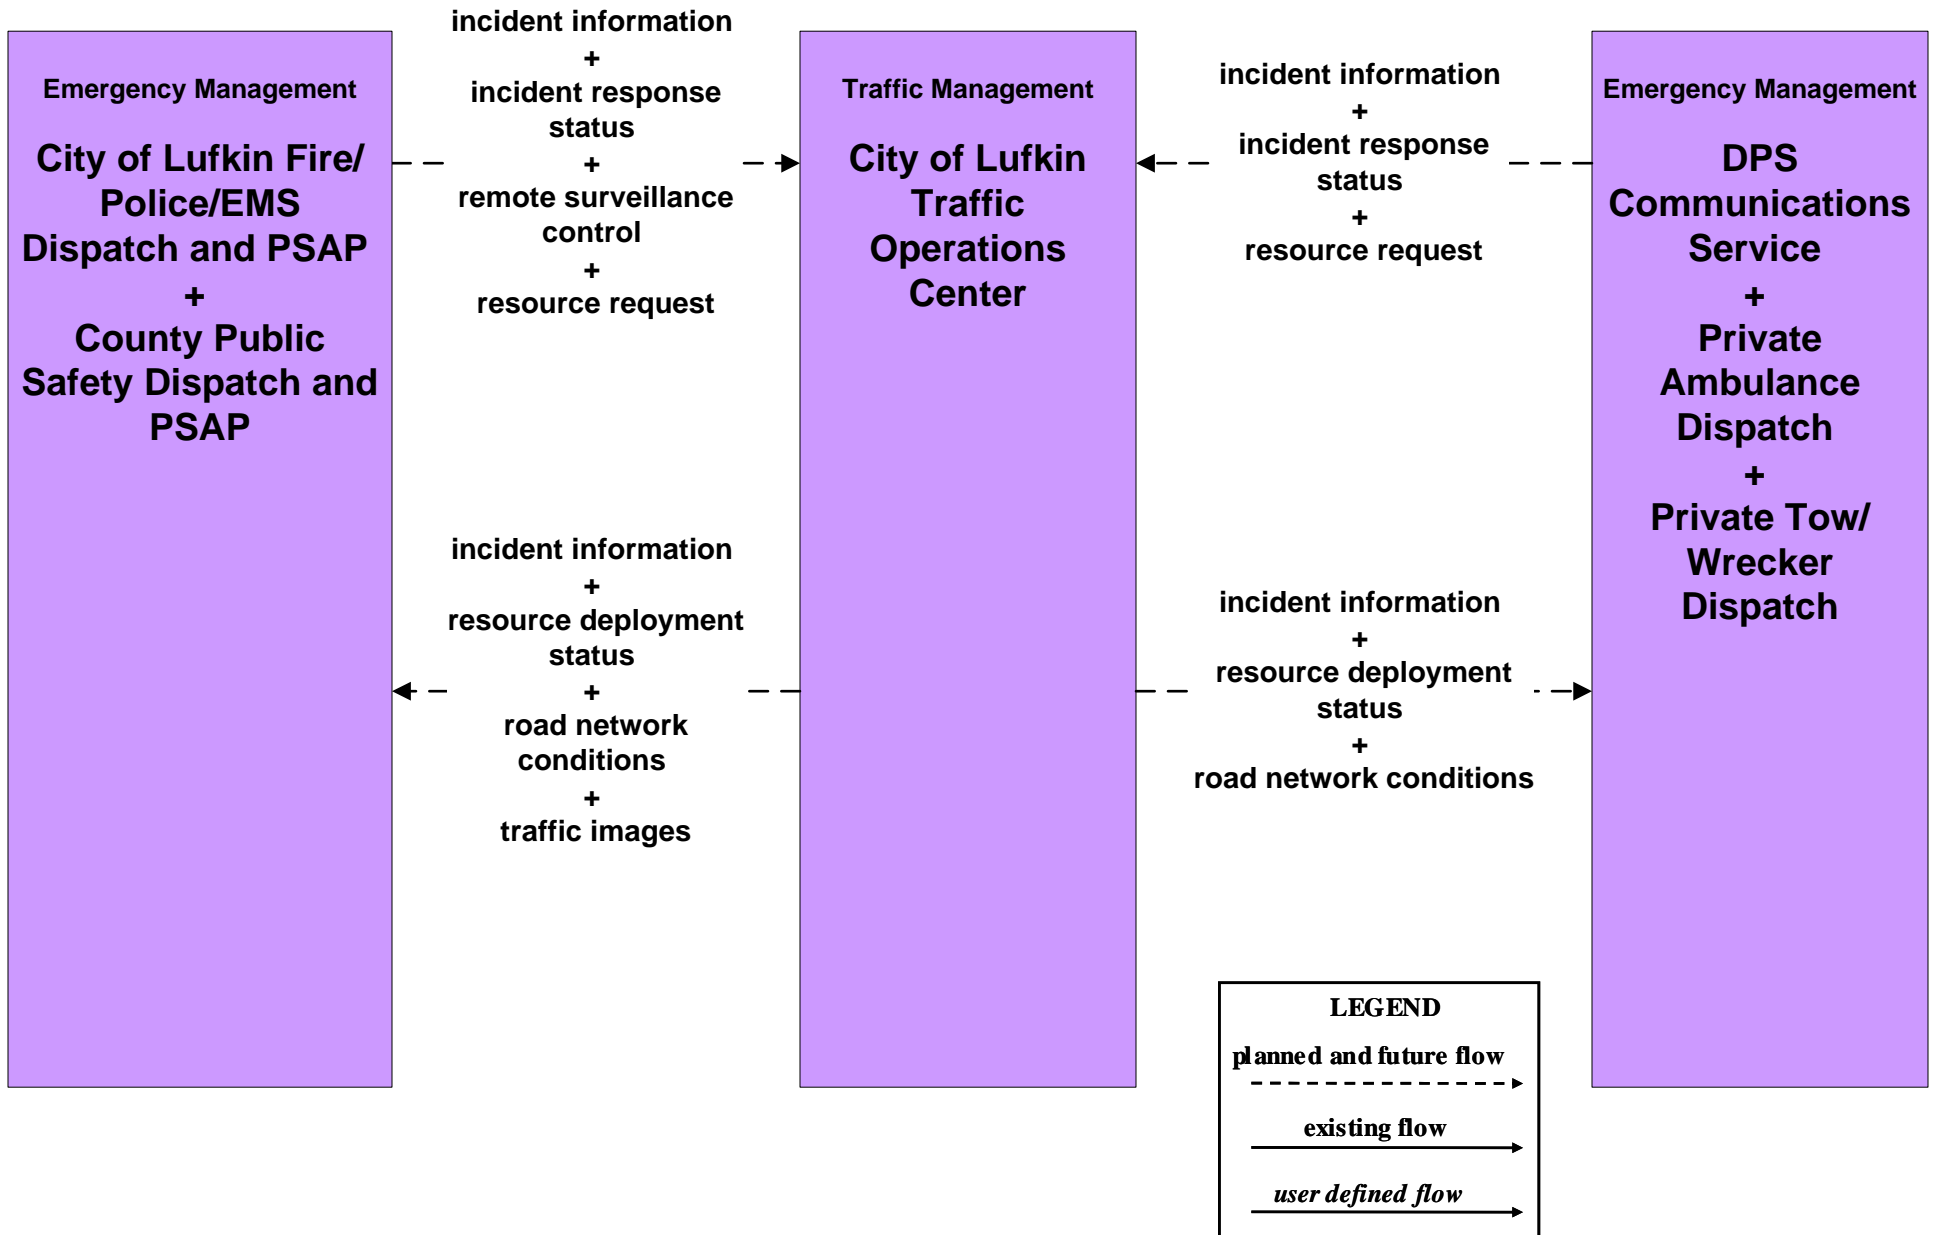 Emergency Management
City of Lufkin Fire/
Police/EMS
Dispatch and PSAP
+
County Public
Safety Dispatch and
PSAP
incident information
+
incident response
status
+
remote surveillance
control
+
resource request
incident information
+
resource deployment
status
+
road network
conditions
+
traffic images
Traffic Management
City of Lufkin
Traffic
Operations
Center
incident information
+
incident response
status
+
resource request
incident information
+
resource deployment
status
+
road network conditions
Emergency Management
DPS
Communications
Service
+
Private
Ambulance
Dispatch
+
Private Tow/
Wrecker
Dispatch
LEGEND
planned and future flow
existing flow
user defined flow